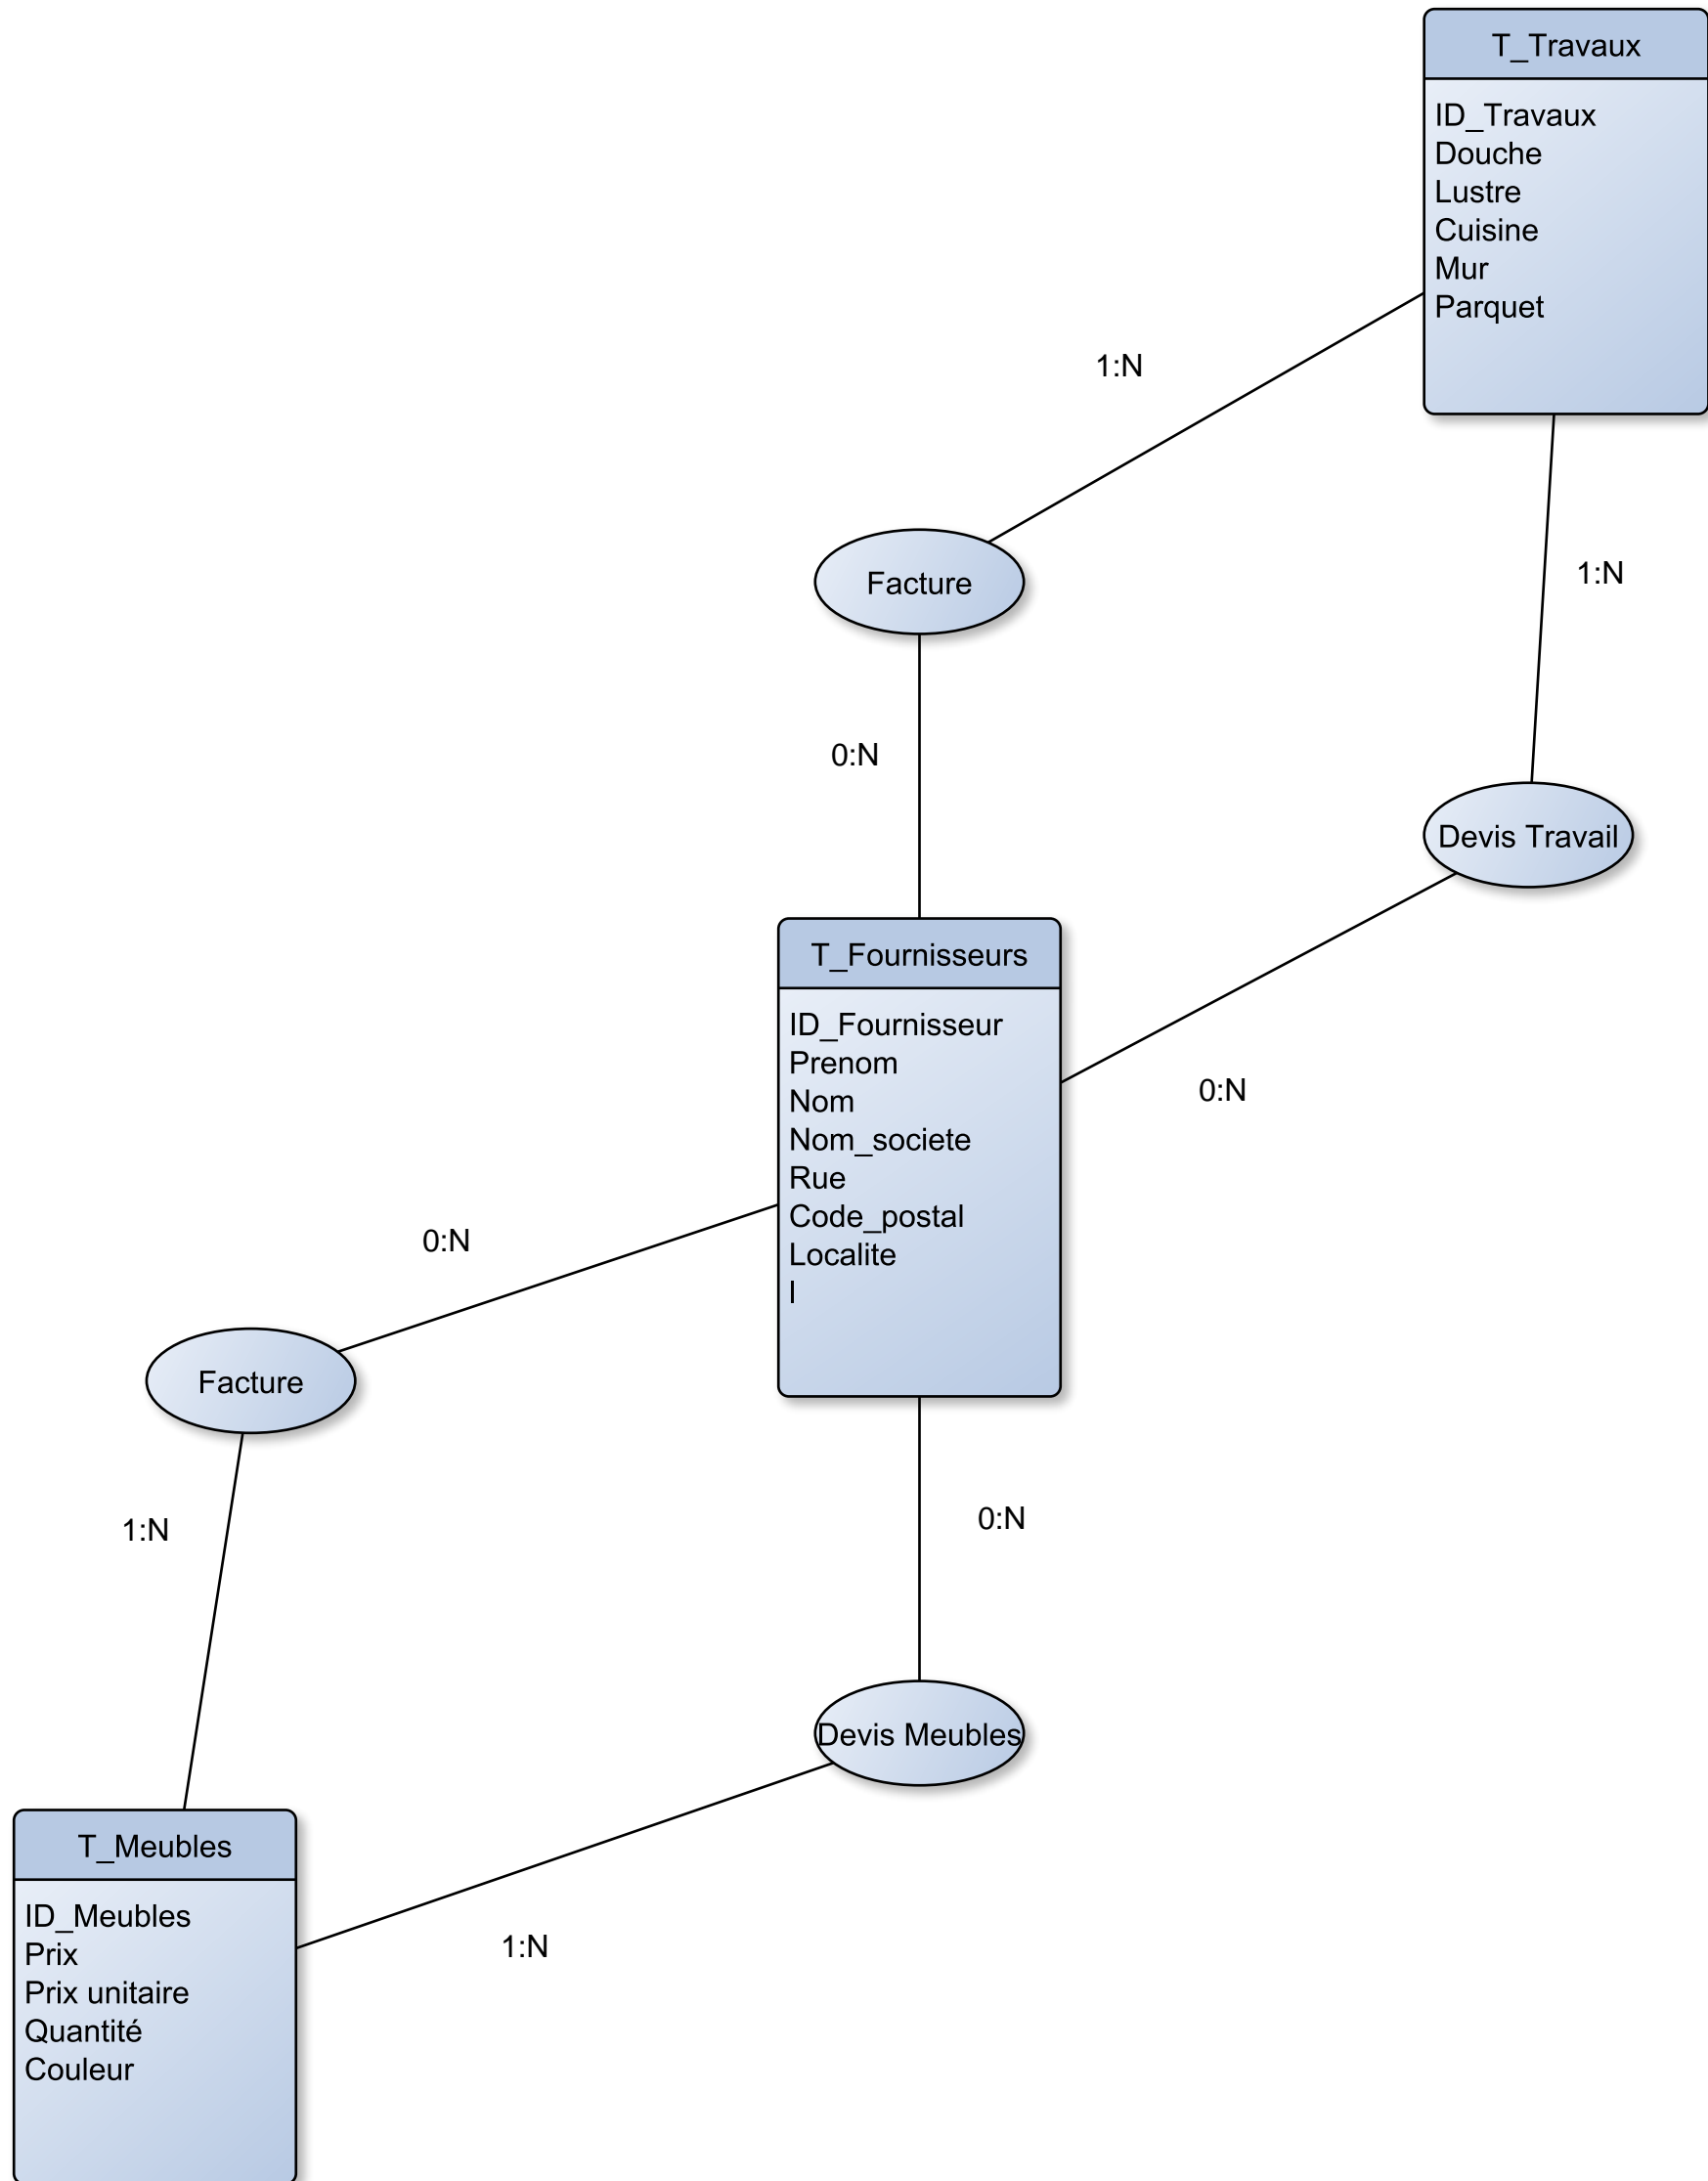 T_Travaux
ID_Travaux
Douche
Lustre
Cuisine
Mur
Parquet
1:N
Facture
1:N
0:N
Devis Travail
T_Fournisseurs
ID_Fournisseur
Prenom
Nom
Nom_societe
Rue
Code_postal
Localite
l
0:N
0:N
Facture
0:N
1:N
Devis Meubles
T_Meubles
ID_Meubles
Prix
Prix unitaire
Quantité
Couleur
1:N